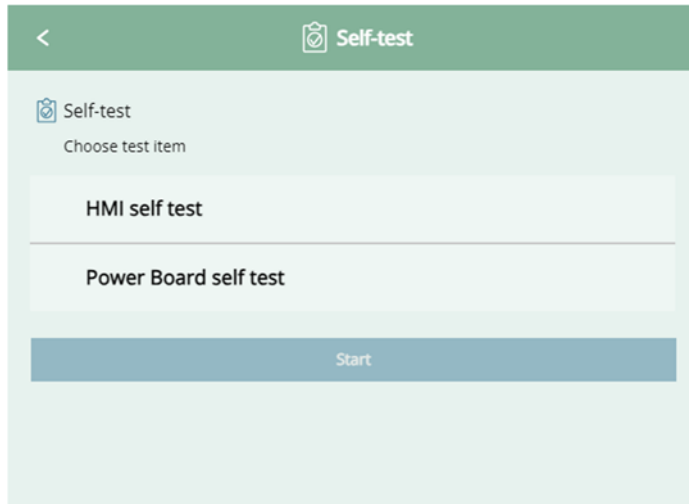 Self-test
Self-test
Choose test item
HMI self test
Power Board self test
Start